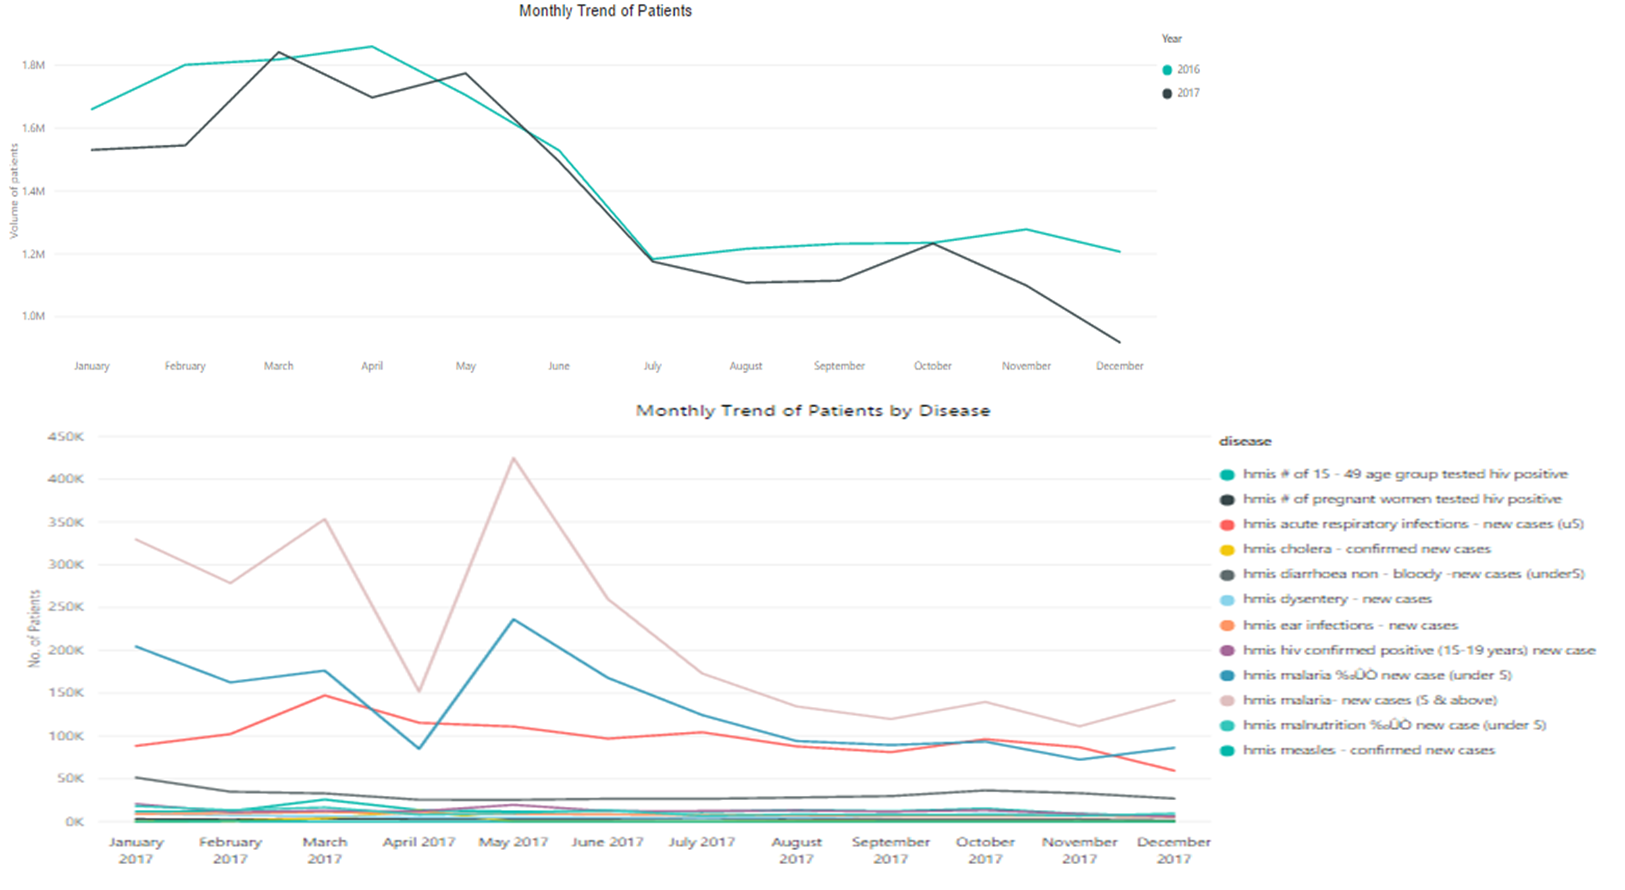 Monthly Trend of Patients
Year
2016
2017
Volume of patients
1.8M
1.6M
1.4M
1.2M
1.0M
January February March April May June July August September October November December
Monthly Trend of Patients by Disease
No. of Patients
450K
400K
350K
300K
250K
200K
150K
100K
50K
0K
January 2017
February 2017
March 2017
April 2017
May 2017
June 2017
July 2017
August 2017
September 2017
October 2017
November 2017
December 2017
disease
hmis # of 15 - 49 age group tested hiv positive
hmis # of pregnant women tested hiv positive
hmis acute respiratory infections - new cases (u5)
hmis cholera - confirmed new cases
hmis diarrhoea non - bloody -new cases (under5)
hmis dysentery - new cases
hmis ear infections - new cases
hmis hiv confirmed positive (15-19 years) new case
hmis malaria ‰ÛÒ new case (under 5)
hmis malaria- new cases (5 & above)
hmis malnutrition ‰ÛÒ new case (under 5)
hmis measles - confirmed new cases